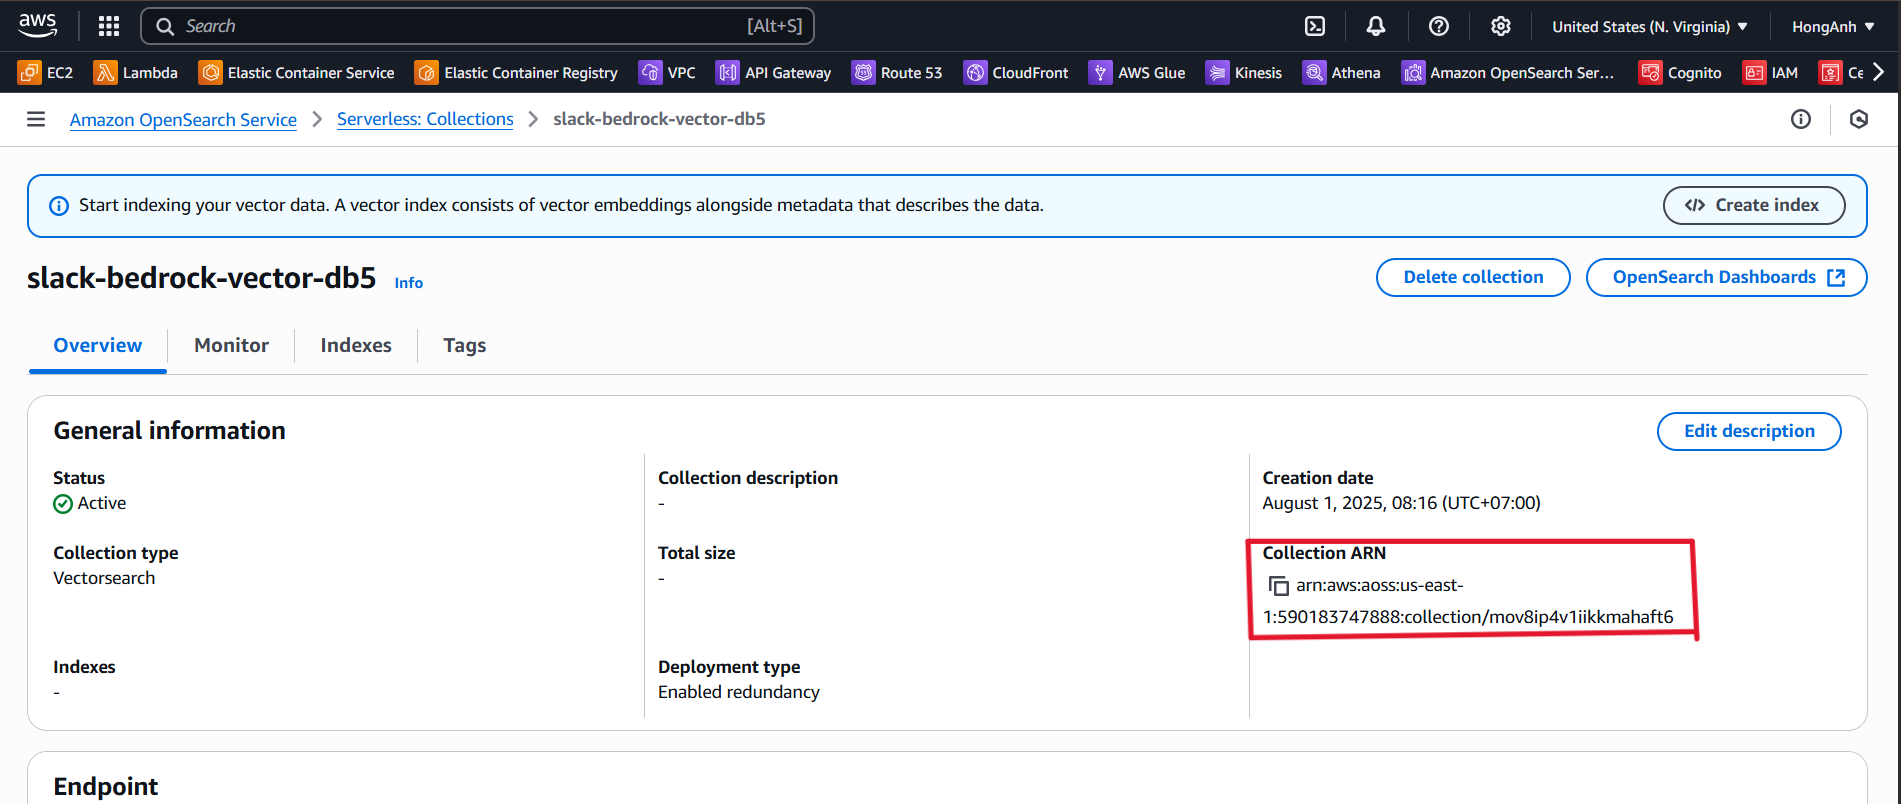 aws
Search [Alt+S] United States (N. Virginia) HongAnh
EC2 Lambda Elastic Container Service Elastic Container Registry VPC API Gateway Route 53 CloudFront AWS Glue Kinesis Athena Amazon OpenSearch Ser... Cognito IAM Ce
Amazon OpenSearch Service Serverless: Collections slack-bedrock-vector-db5
Start indexing your vector data. A vector index consists of vector embeddings alongside metadata that describes the data. Create index
slack-bedrock-vector-db5 Info Delete collection OpenSearch Dashboards
Overview Monitor Indexes Tags
General information Edit description
Status
Active
Collection description
-
Creation date
August 1, 2025, 08:16 (UTC+07:00)
Collection type
Vectorsearch
Total size
-
Collection ARN
arn:aws:aoss:us-east-
1:590183747888:collection/mov8ip4v1iikkmahaft6
Indexes
-
Deployment type
Enabled redundancy
Endpoint